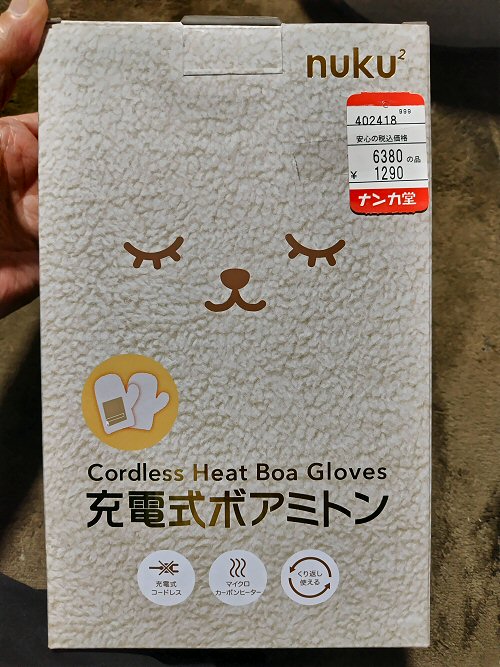 nuku²
999
402418
安心の税込価格
6380 の品
¥ 1290
ナンカ堂
Cordless Heat Boa Gloves
充電式ボアミトン
充電式
コードレス
マイクロ
カーボンヒーター
くり返し
使える